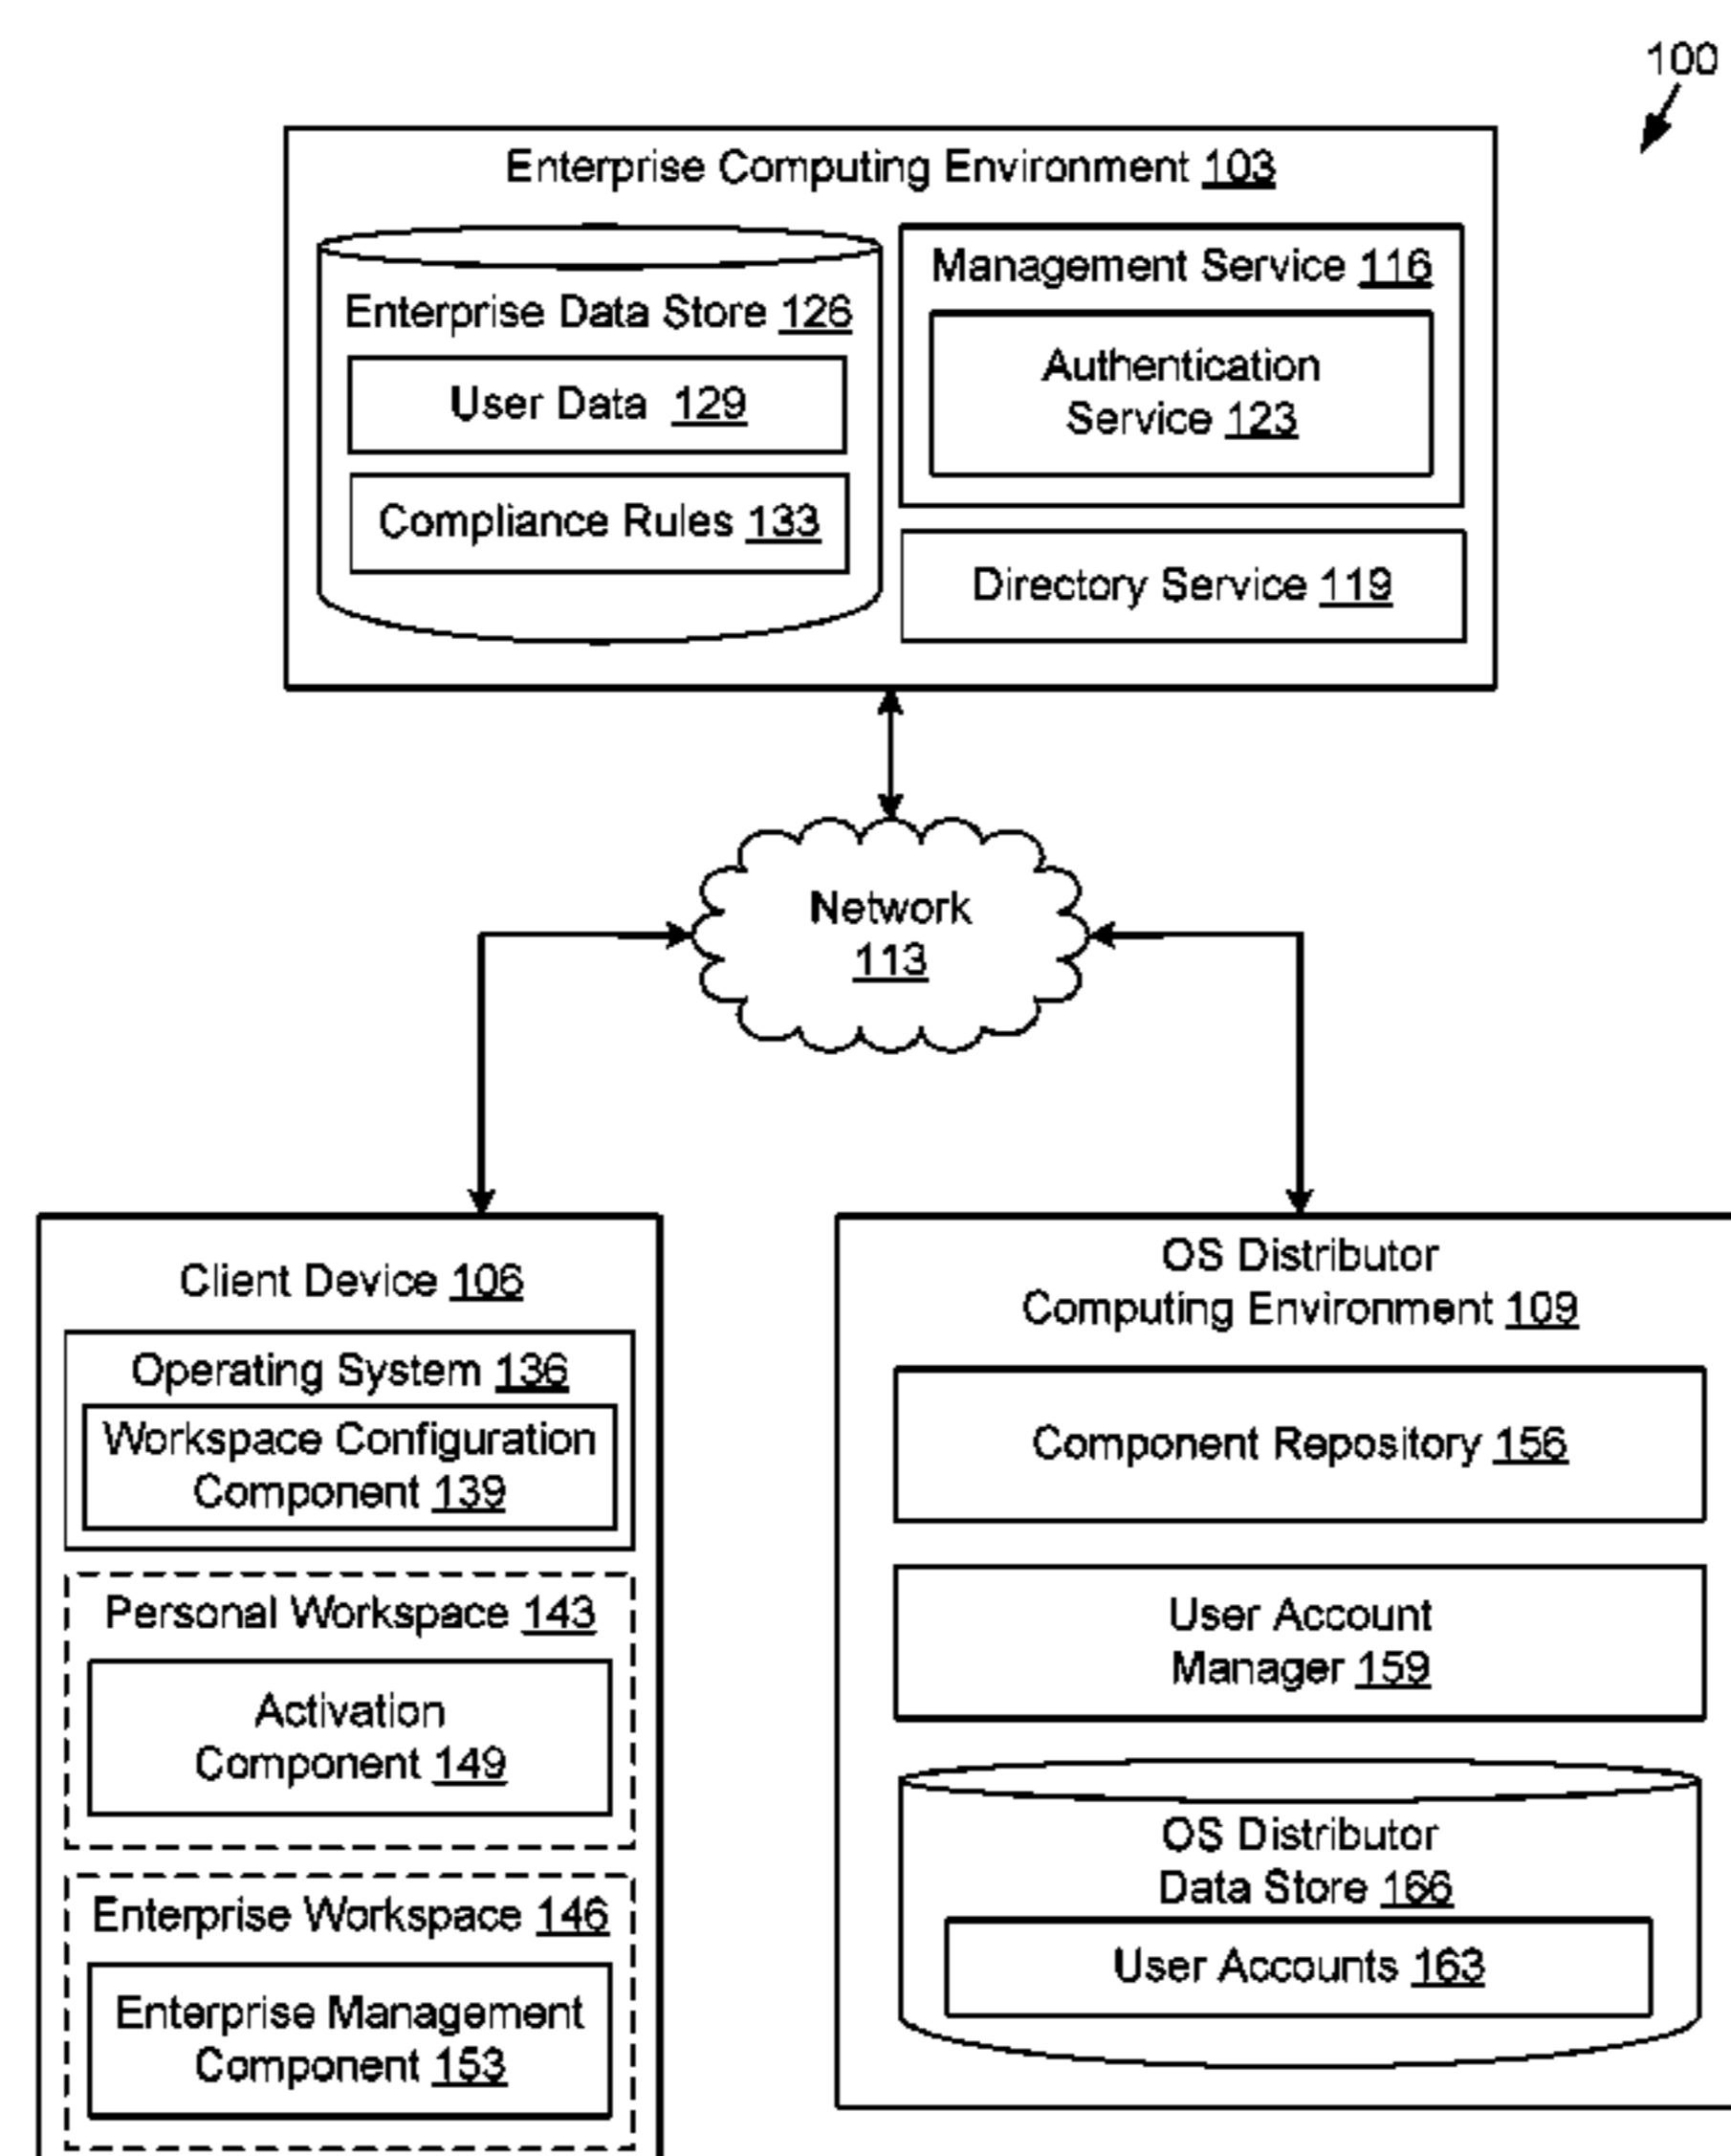 100
Enterprise Computing Environment 103
Enterprise Data Store 126
User Data 129
Compliance Rules 133
Management Service 116
Authentication
Service 123
Directory Service 119
Network
113
Client Device 106
Operating System 136
Workspace Configuration
Component 139
Personal Workspace 143
Activation
Component 149
Enterprise Workspace 146
Enterprise Management
Component 153
OS Distributor
Computing Environment 109
Component Repository 156
User Account
Manager 159
OS Distributor
Data Store 166
User Accounts 163